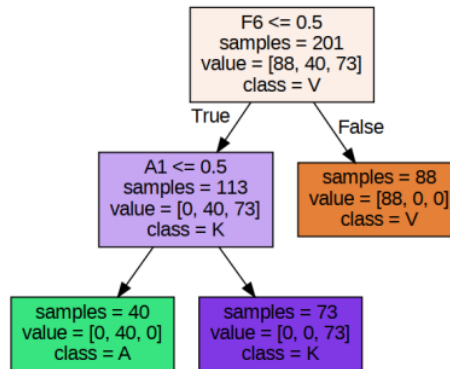 F6 <= 0.5
samples = 201
value = [88, 40, 73]
class = V
True
False
A1 <= 0.5
samples = 113
value = [0, 40, 73]
class = K
samples = 88
value = [88, 0, 0]
class = V
samples = 40
value = [0, 40, 0]
class = A
samples = 73
value = [0, 0, 73]
class = K